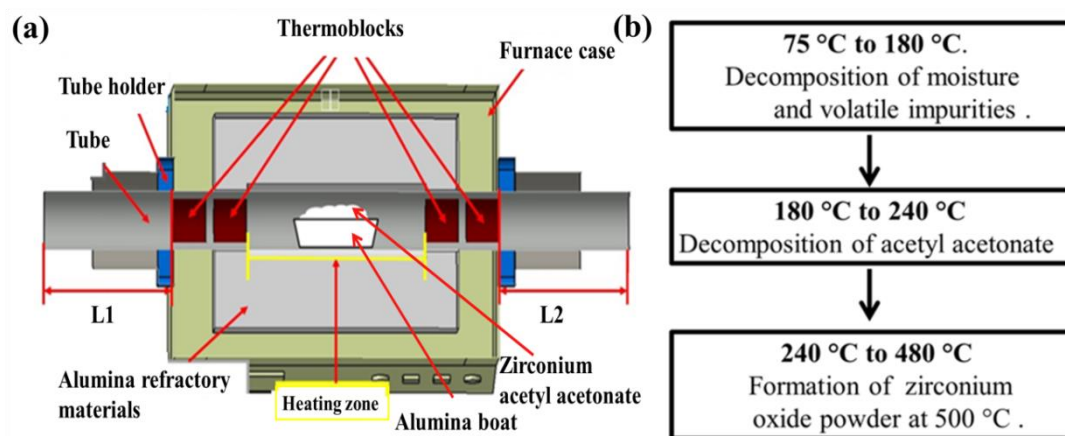 (a)
Thermoblocks
Furnace case
Tube holder
Tube
L1
L2
Alumina refractory
materials
Heating zone
Alumina boat
Zirconium
acetyl acetonate
(b)
75 °C to 180 °C.
Decomposition of moisture
and volatile impurities .
180 °C to 240 °C
Decomposition of acetyl acetonate
240 °C to 480 °C
Formation of zirconium
oxide powder at 500 °C .